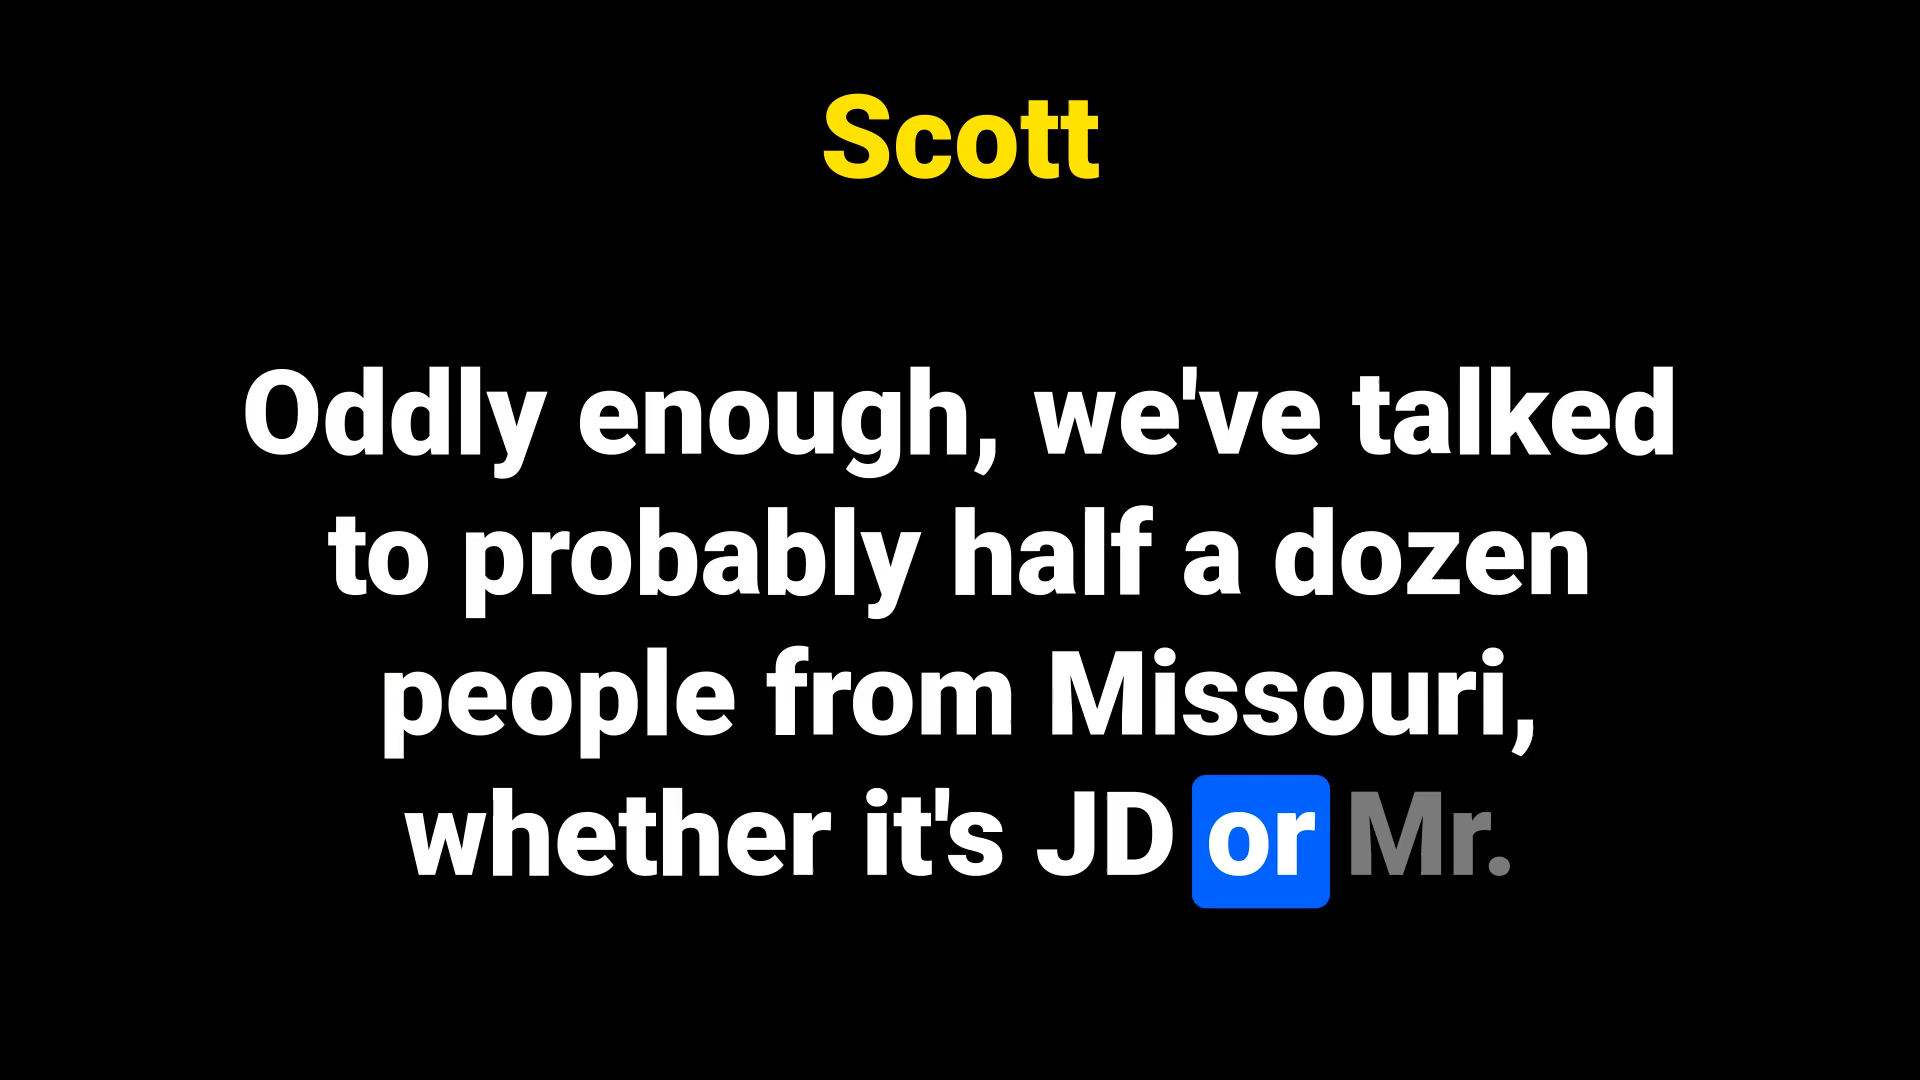 Scott
Oddly enough, we've talked
to probably half a dozen
people from Missouri,
whether it's JD or Mr.